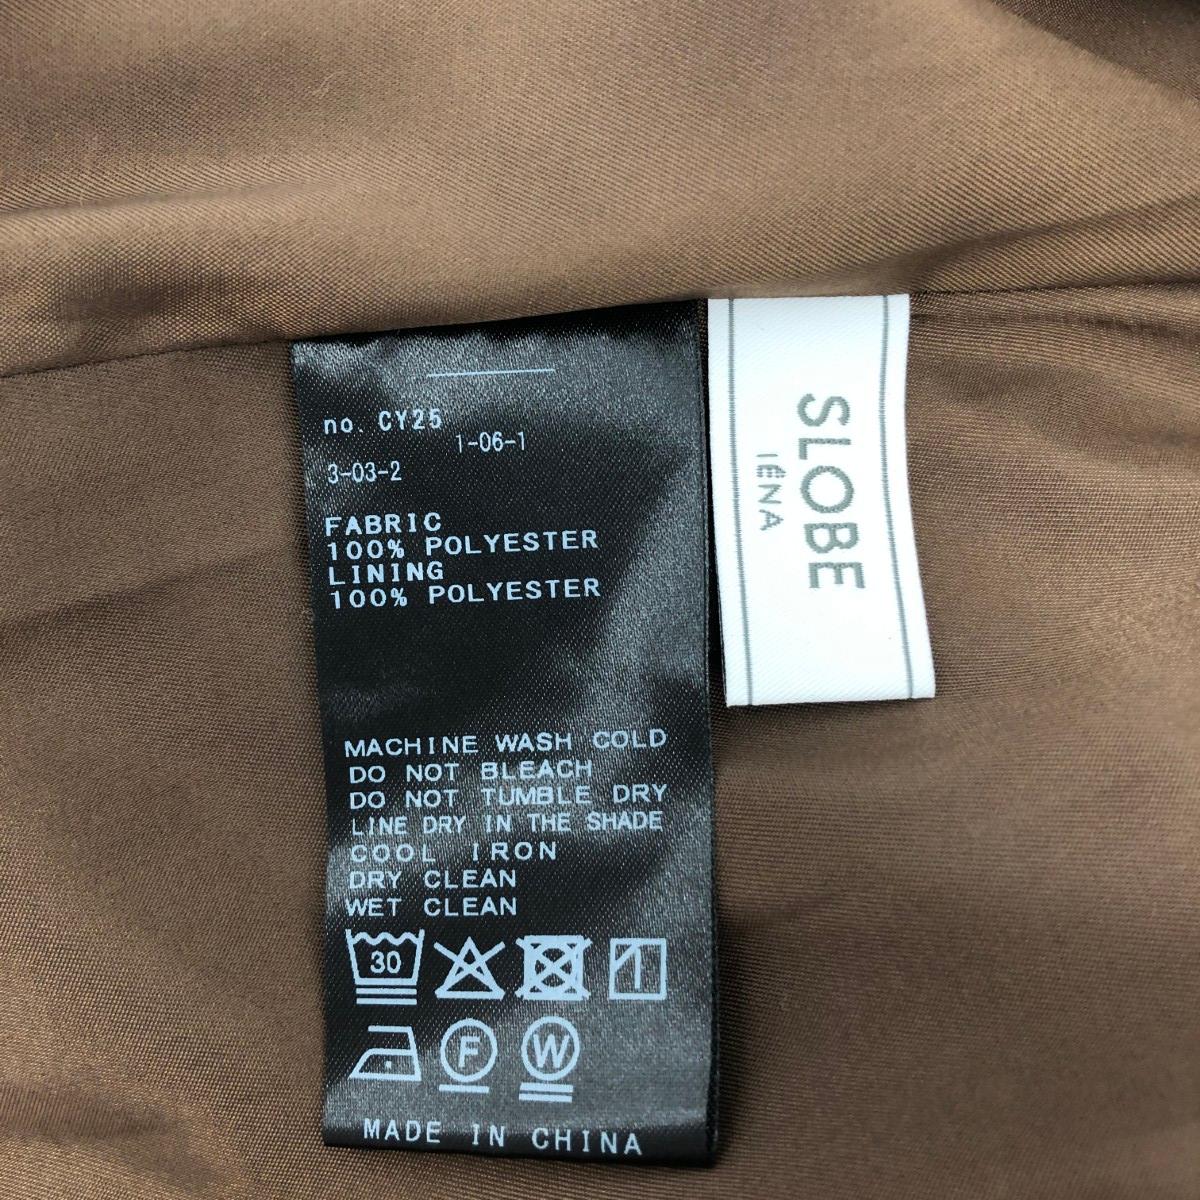 no. CY25
1-06-1
3-03-2
FABRIC
100% POLYESTER
LINING
100% POLYESTER
MACHINE WASH COLD
DO NOT BLEACH
DO NOT TUMBLE DRY
LINE DRY IN THE SHADE
COOL IRON
DRY CLEAN
WET CLEAN
30
F W
MADE IN CHINA
SLOBE
IÉNA